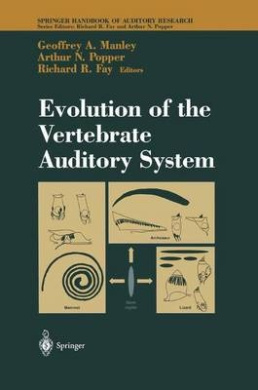 SPRINGER HANDBOOK OF AUDITORY RESEARCH
Series Editors: Richard R. Fay and Arthur N. Popper
Geoffrey A. Manley
Arthur N. Popper
Richard R. Fay Editors
Evolution of the
Vertebrate
Auditory System
Archosaur
Mammal
Lizard
Springer